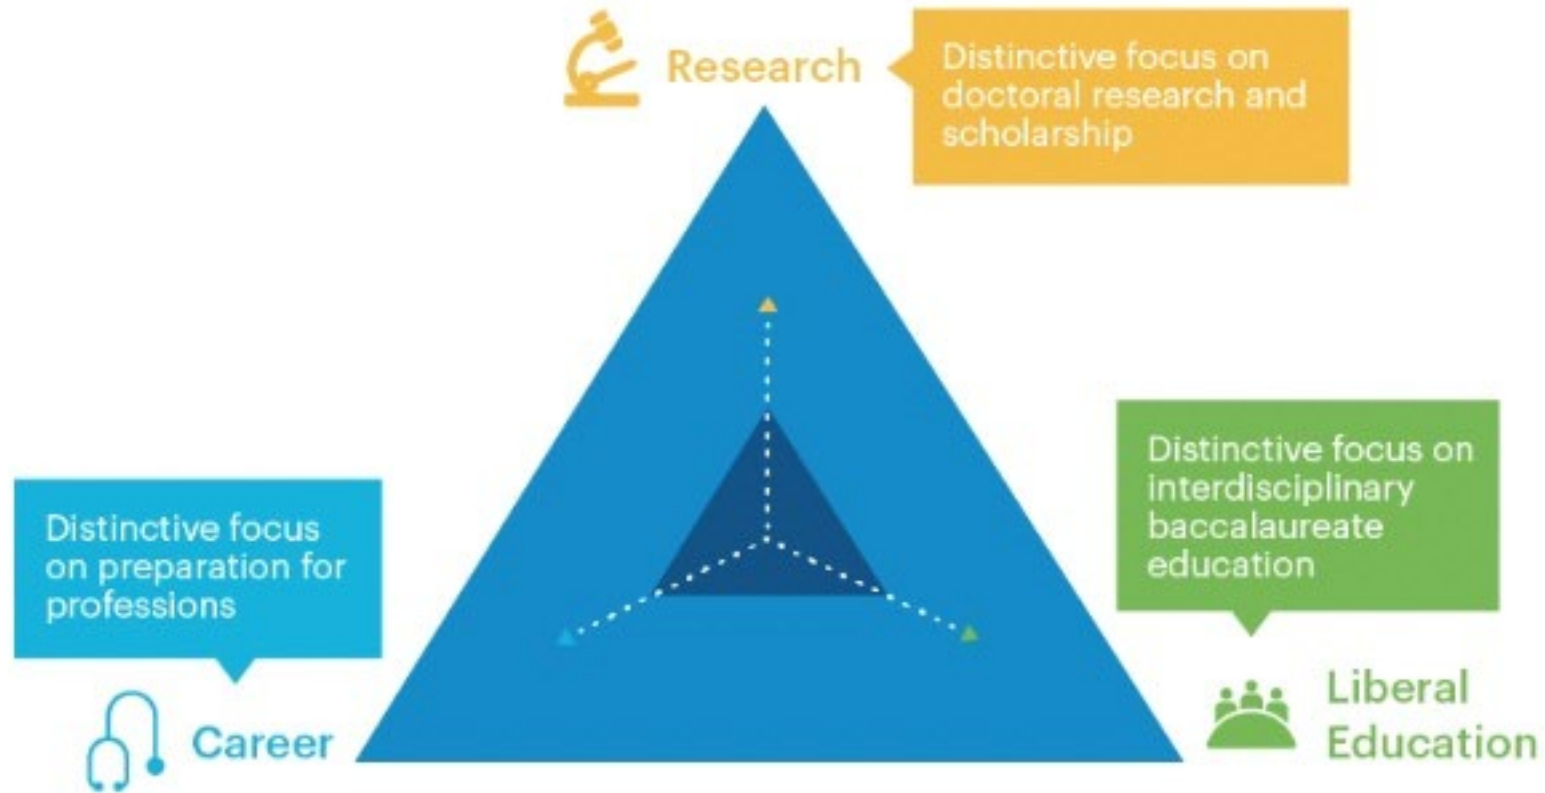 Research
Distinctive focus on
doctoral research and
scholarship
Distinctive focus on
interdisciplinary
baccalaureate
education
Distinctive focus
on preparation for
professions
Career
Liberal
Education